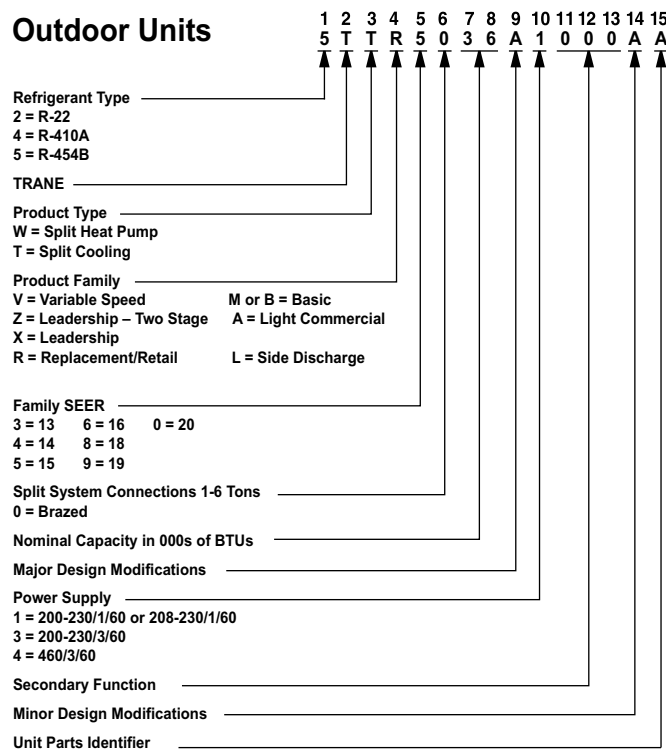 Outdoor Units
1 2 3 4 5 6 7 8 9 10 11 12 13 14 15
5 T T R 5 0 3 6 A 1 0 0 0 A A
Refrigerant Type
2 = R-22
4 = R-410A
5 = R-454B
TRANE
Product Type
W = Split Heat Pump
T = Split Cooling
Product Family
V = Variable Speed M or B = Basic
Z = Leadership – Two Stage A = Light Commercial
X = Leadership
R = Replacement/Retail L = Side Discharge
Family SEER
3 = 13 6 = 16 0 = 20
4 = 14 8 = 18
5 = 15 9 = 19
Split System Connections 1-6 Tons
0 = Brazed
Nominal Capacity in 000s of BTUs
Major Design Modifications
Power Supply
1 = 200-230/1/60 or 208-230/1/60
3 = 200-230/3/60
4 = 460/3/60
Secondary Function
Minor Design Modifications
Unit Parts Identifier